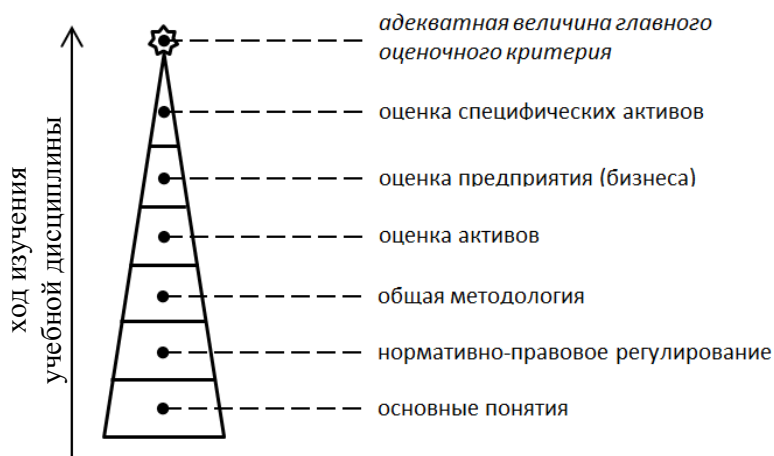 адекватная величина главного
оценочного критерия
оценка специфических активов
оценка предприятия (бизнеса)
оценка активов
общая методология
нормативно-правовое регулирование
основные понятия
ход изучения
учебной дисциплины